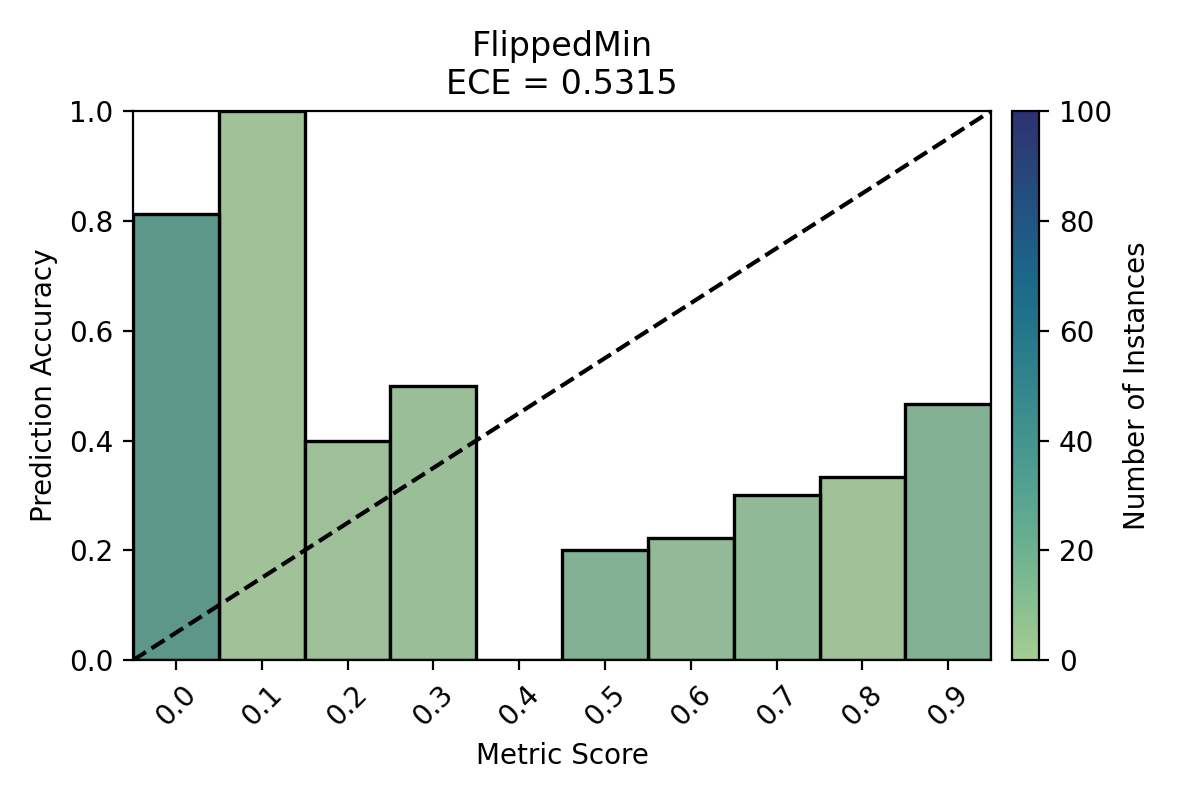 FlippedMin
ECE = 0.5315
1.0
0.8
0.6
0.4
0.2
0.0
Prediction Accuracy
0.0 0.1 0.2 0.3 0.4 0.5 0.6 0.7 0.8 0.9
Metric Score
100
80
60
40
20
0
Number of Instances